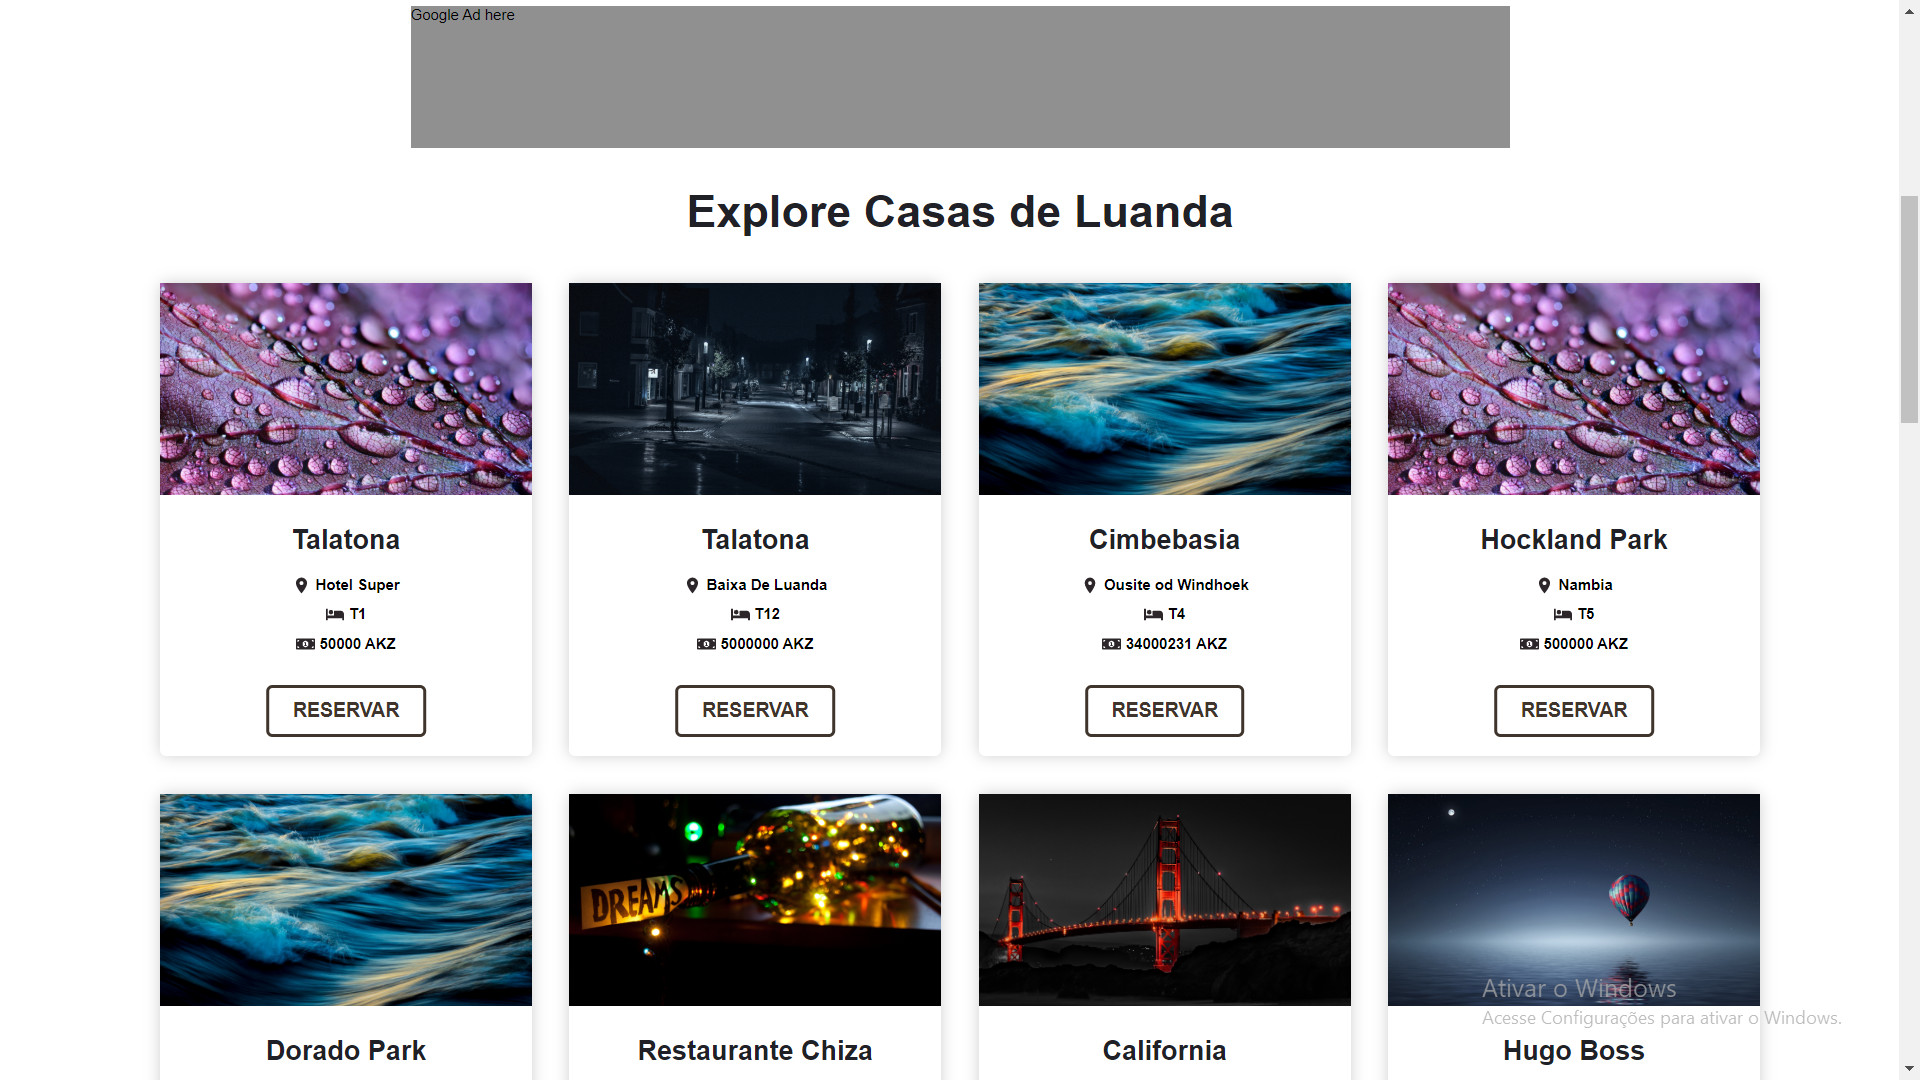 Google Ad here
Explore Casas de Luanda
Talatona
Hotel Super
T1
50000 AKZ
RESERVAR
Talatona
Baixa De Luanda
T12
5000000 AKZ
RESERVAR
Cimbebasia
Ousite od Windhoek
T4
34000231 AKZ
RESERVAR
Hockland Park
Nambia
T5
500000 AKZ
RESERVAR
Dorado Park
DREAMS
Restaurante Chiza
California
Hugo Boss
Ativar o Windows
Acesse Configurações para ativar o Windows.